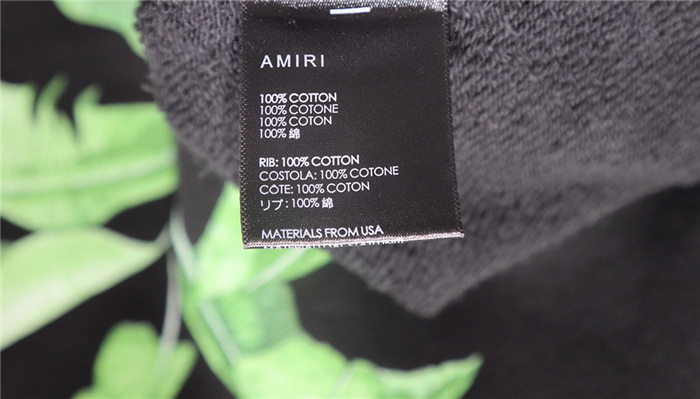 AMIRI
100% COTTON
100% COTONE
100% COTON
100% 綿
RIB: 100% COTTON
COSTOLA: 100% COTONE
CÔTE: 100% COTON
リブ: 100% 綿
MATERIALS FROM USA